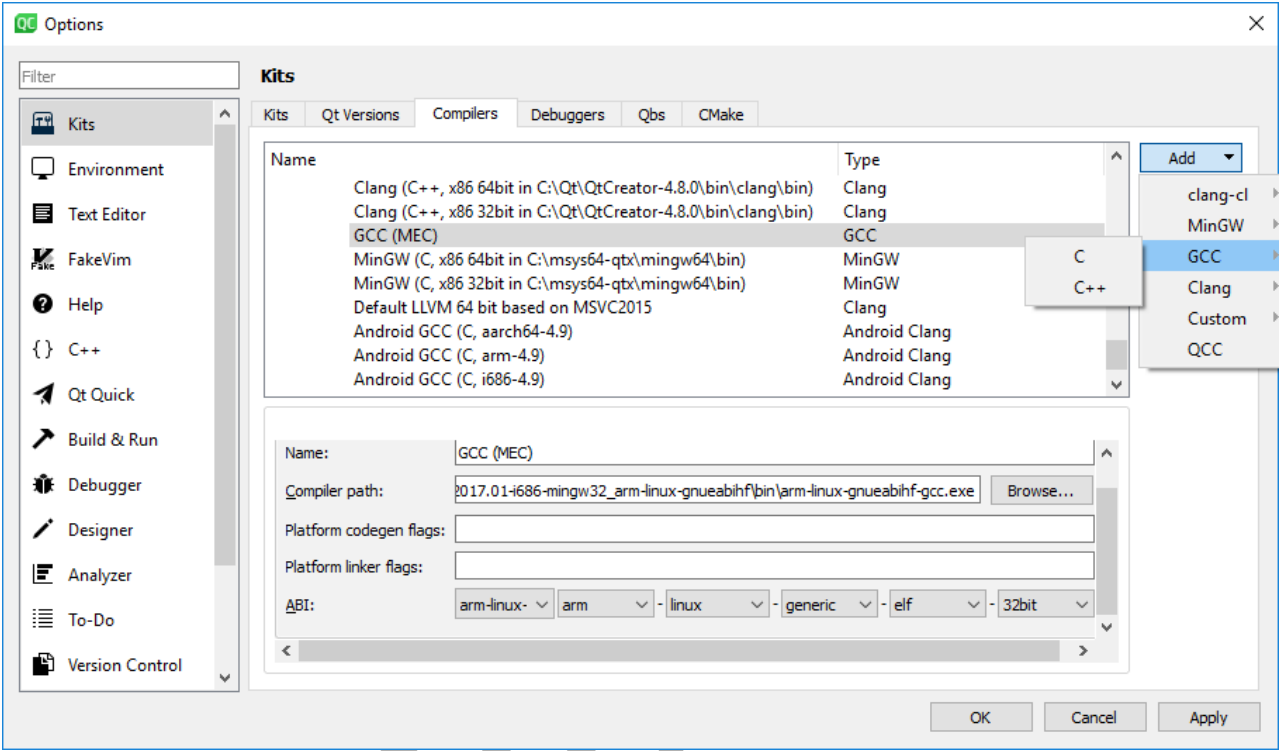 QC Options
Filter
Kits
Environment
Text Editor
FakeVim
Help
{ } C++
Qt Quick
Build & Run
Debugger
Designer
Analyzer
To-Do
Version Control
Kits
Kits Qt Versions Compilers Debuggers Qbs CMake
Name Type
Clang (C++, x86 64bit in C:\Qt\QtCreator-4.8.0\bin\clang\bin) Clang
Clang (C++, x86 32bit in C:\Qt\QtCreator-4.8.0\bin\clang\bin) Clang
GCC (MEC) GCC
MinGW (C, x86 64bit in C:\msys64-qtx\mingw64\bin) MinGW
MinGW (C, x86 32bit in C:\msys64-qtx\mingw64\bin) MinGW
Default LLVM 64 bit based on MSVC2015 Clang
Android GCC (C, aarch64-4.9) Android Clang
Android GCC (C, arm-4.9) Android Clang
Android GCC (C, i686-4.9) Android Clang
Add
clang-cl
MinGW
GCC
Clang
Custom
QCC
C
C++
Name: GCC (MEC)
Compiler path: 2017.01-i686-mingw32_arm-linux-gnueabihf\bin\arm-linux-gnueabihf-gcc.exe Browse...
Platform codegen flags:
Platform linker flags:
ABI: arm-linux- arm - linux - generic - elf - 32bit
OK Cancel Apply